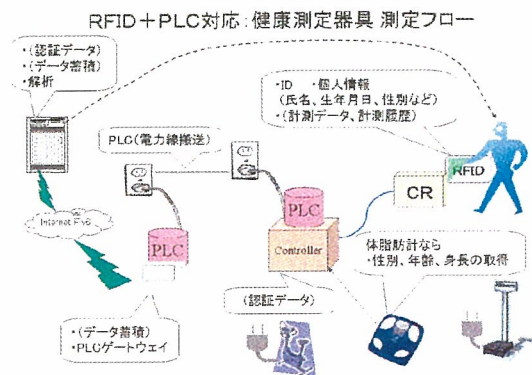 RFID+PLC対応：健康測定器具 測定フロー
・(認証データ)
・(データ蓄積)
・解析
・ID ・個人情報
(氏名、生年月日、性別など)
・(計測データ、計測履歴)
PLC(電力線搬送)
RFID
CR
PLC
Internet IPv6
PLC
Controller
体脂肪計なら
・性別、年齢、身長の取得
(認証データ)
・(データ蓄積)
・PLCゲートウェイ